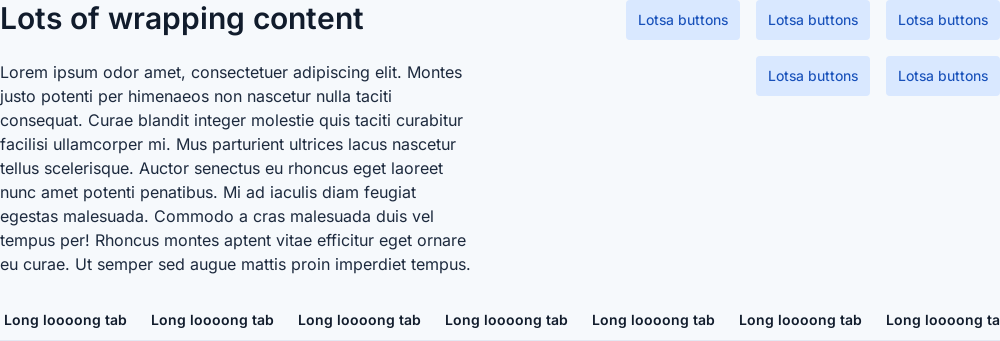 Lots of wrapping content
Lotsa buttons
Lotsa buttons
Lotsa buttons
Lotsa buttons
Lotsa buttons
Lorem ipsum odor amet, consectetuer adipiscing elit. Montes
justo potenti per himenaeos non nascetur nulla taciti
consequat. Curae blandit integer molestie quis taciti curabitur
facilisi ullamcorper mi. Mus parturient ultrices lacus nascetur
tellus scelerisque. Auctor senectus eu rhoncus eget laoreet
nunc amet potenti penatibus. Mi ad iaculis diam feugiat
egestas malesuada. Commodo a cras malesuada duis vel
tempus per! Rhoncus montes aptent vitae efficitur eget ornare
eu curae. Ut semper sed augue mattis proin imperdiet tempus.
Long loooong tab
Long loooong tab
Long loooong tab
Long loooong tab
Long loooong tab
Long loooong tab
Long loooong ta